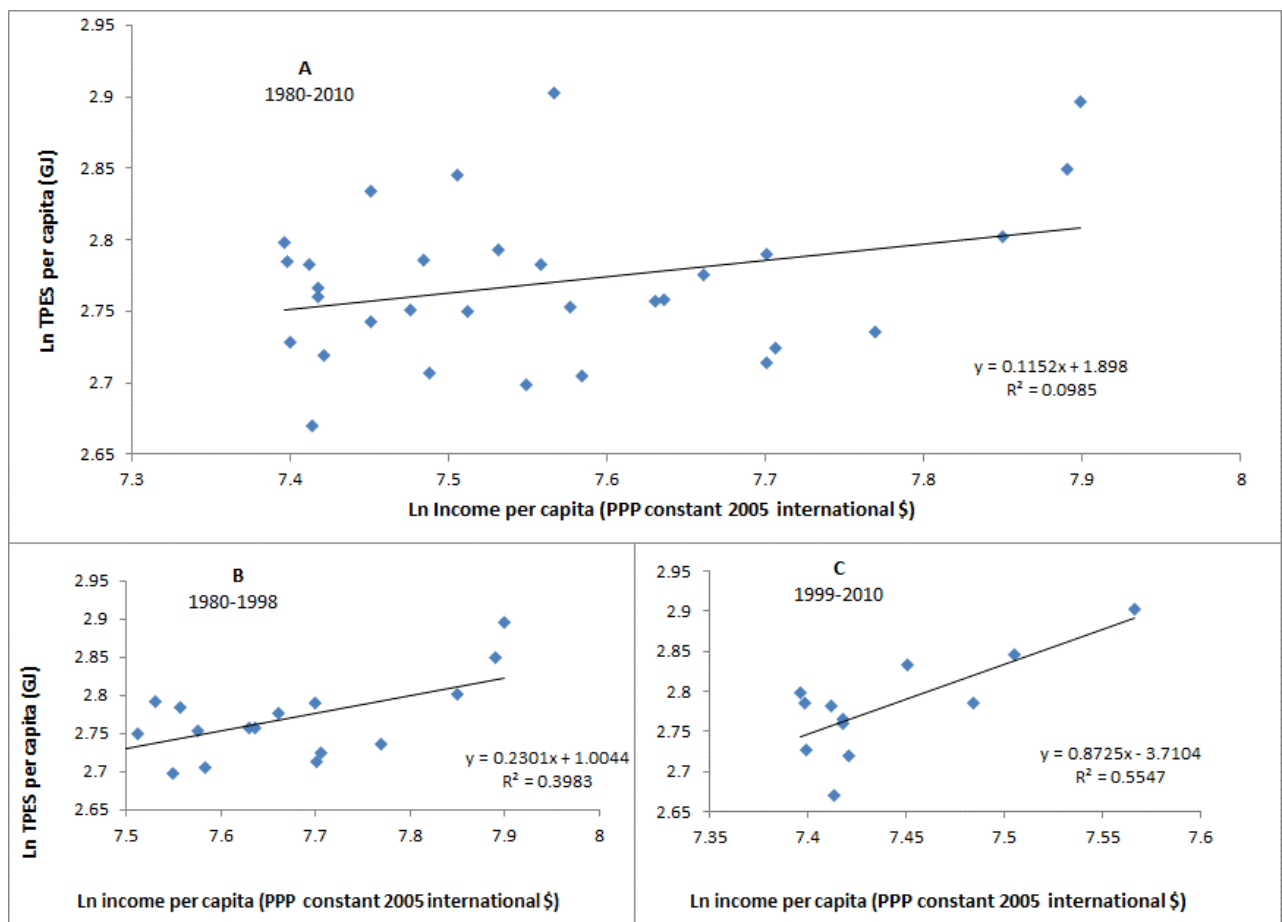 A
1980-2010
2.95
2.9
2.85
2.8
2.75
2.7
2.65
Ln TPES per capita (GJ)
y = 0.1152x + 1.898
R² = 0.0985
7.3 7.4 7.5 7.6 7.7 7.8 7.9 8
Ln Income per capita (PPP constant 2005 international $)
B
1980-1998
2.95
2.9
2.85
2.8
2.75
2.7
2.65
Ln TPES per capita (GJ)
y = 0.2301x + 1.0044
R² = 0.3983
7.5 7.6 7.7 7.8 7.9 8
Ln income per capita (PPP constant 2005 international $)
C
1999-2010
2.95
2.9
2.85
2.8
2.75
2.7
2.65
y = 0.8725x - 3.7104
R² = 0.5547
7.35 7.4 7.45 7.5 7.55 7.6
Ln income per capita (PPP constant 2005 international $)